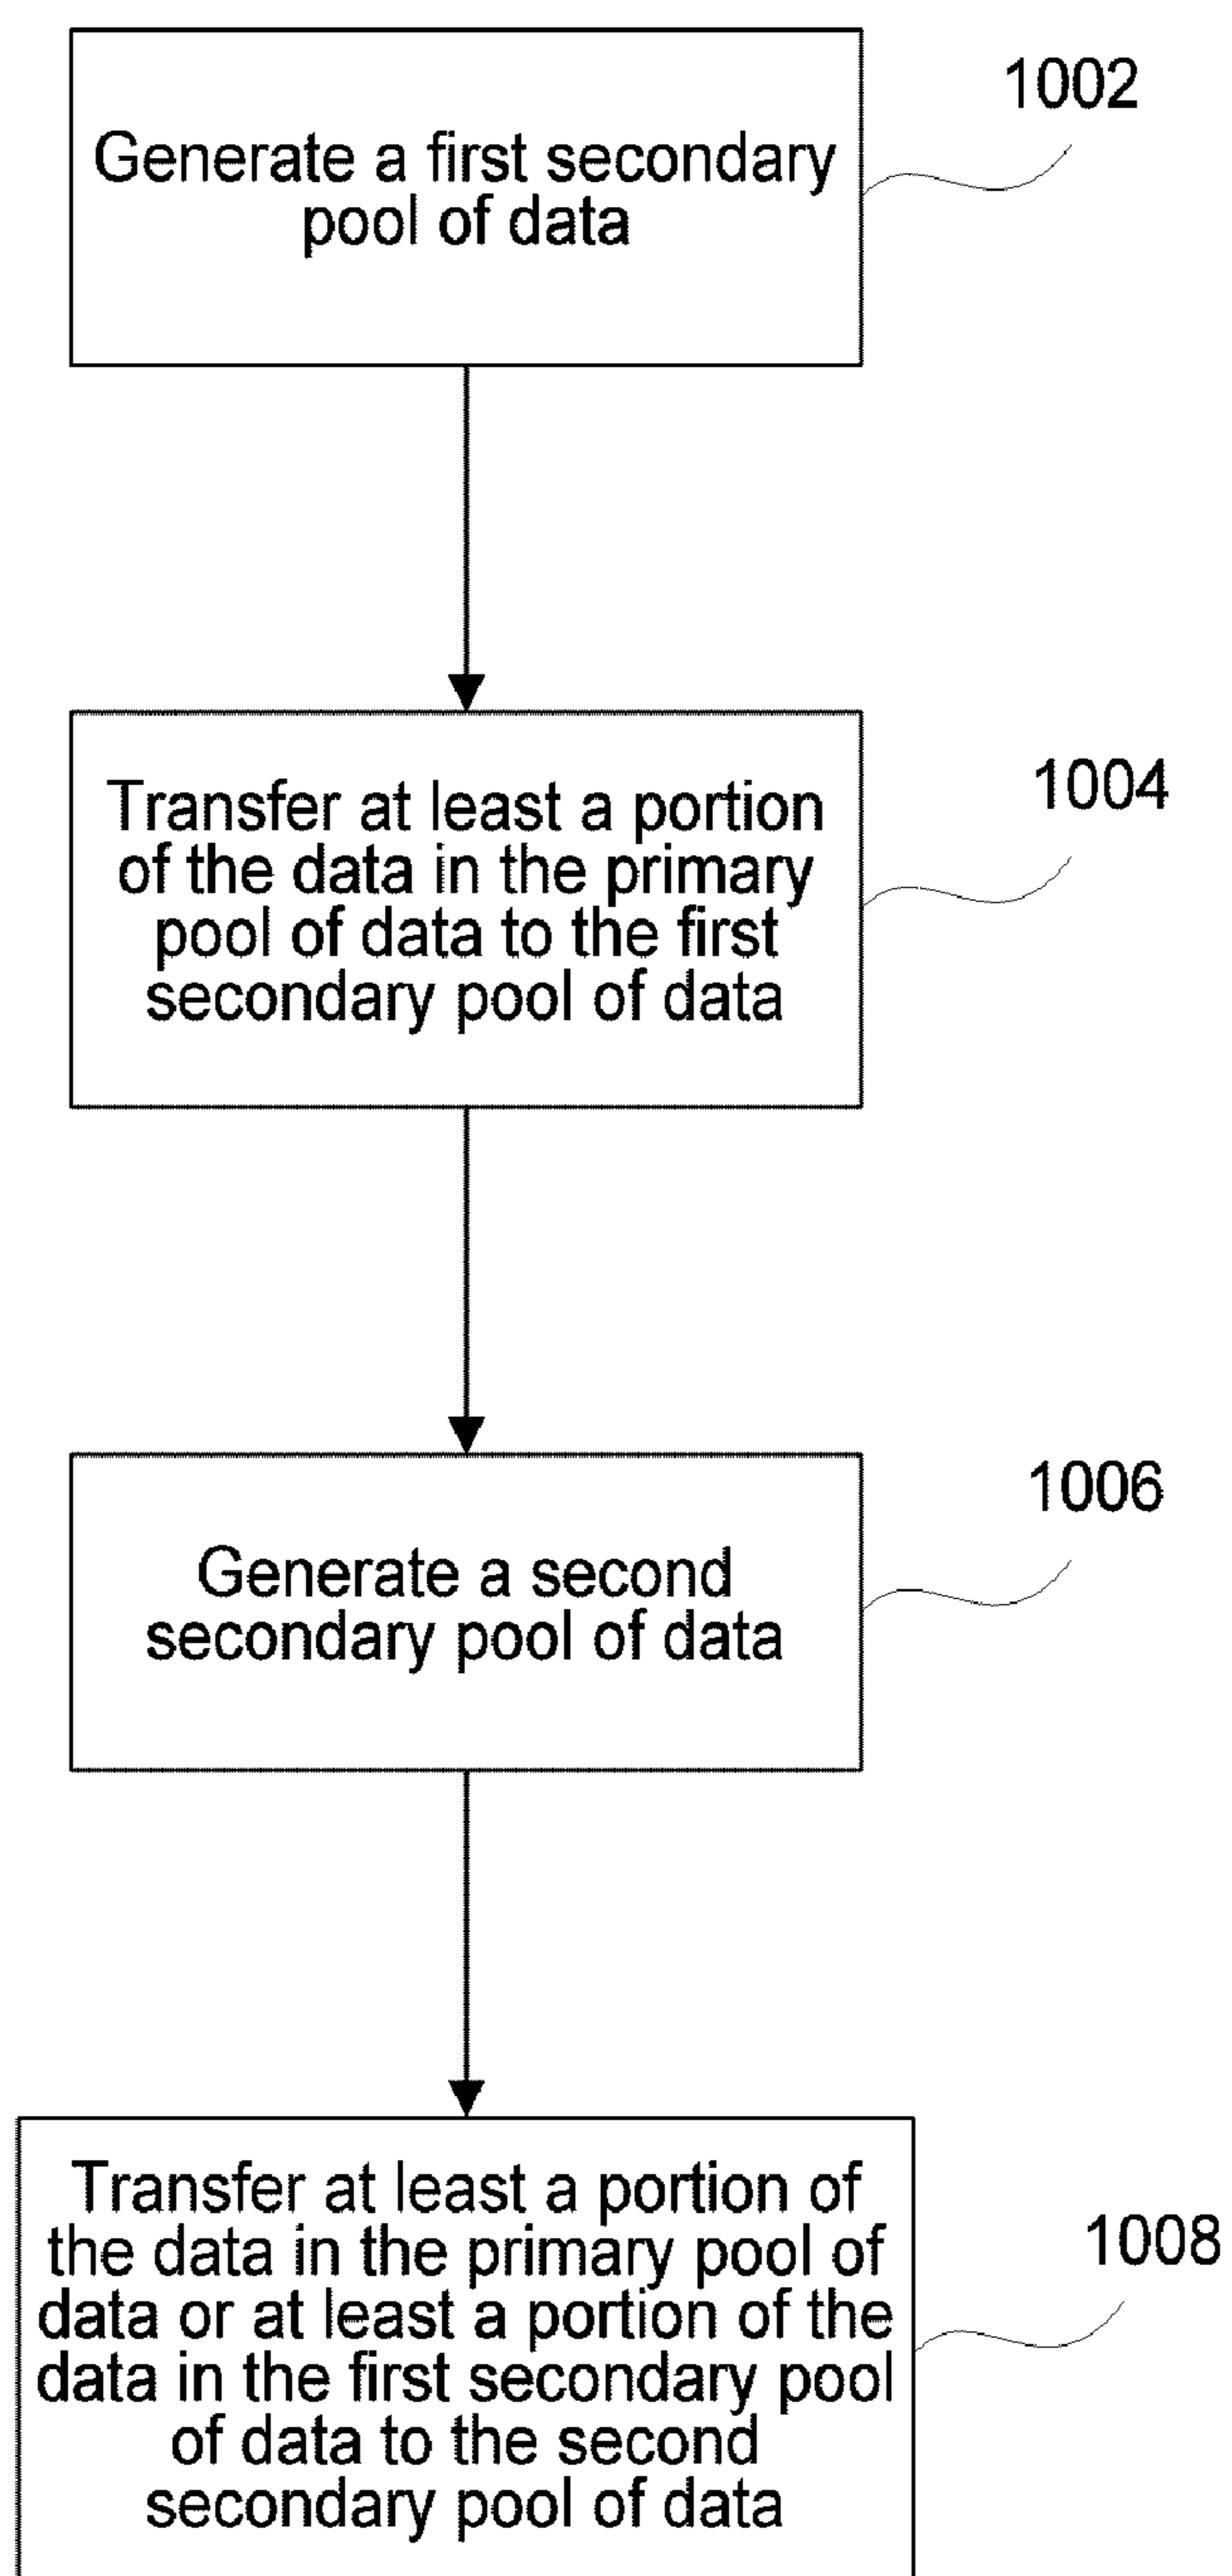 1002
Generate a first secondary
pool of data
1004
Transfer at least a portion
of the data in the primary
pool of data to the first
secondary pool of data
1006
Generate a second
secondary pool of data
1008
Transfer at least a portion of
the data in the primary pool of
data or at least a portion of the
data in the first secondary pool
of data to the second
secondary pool of data